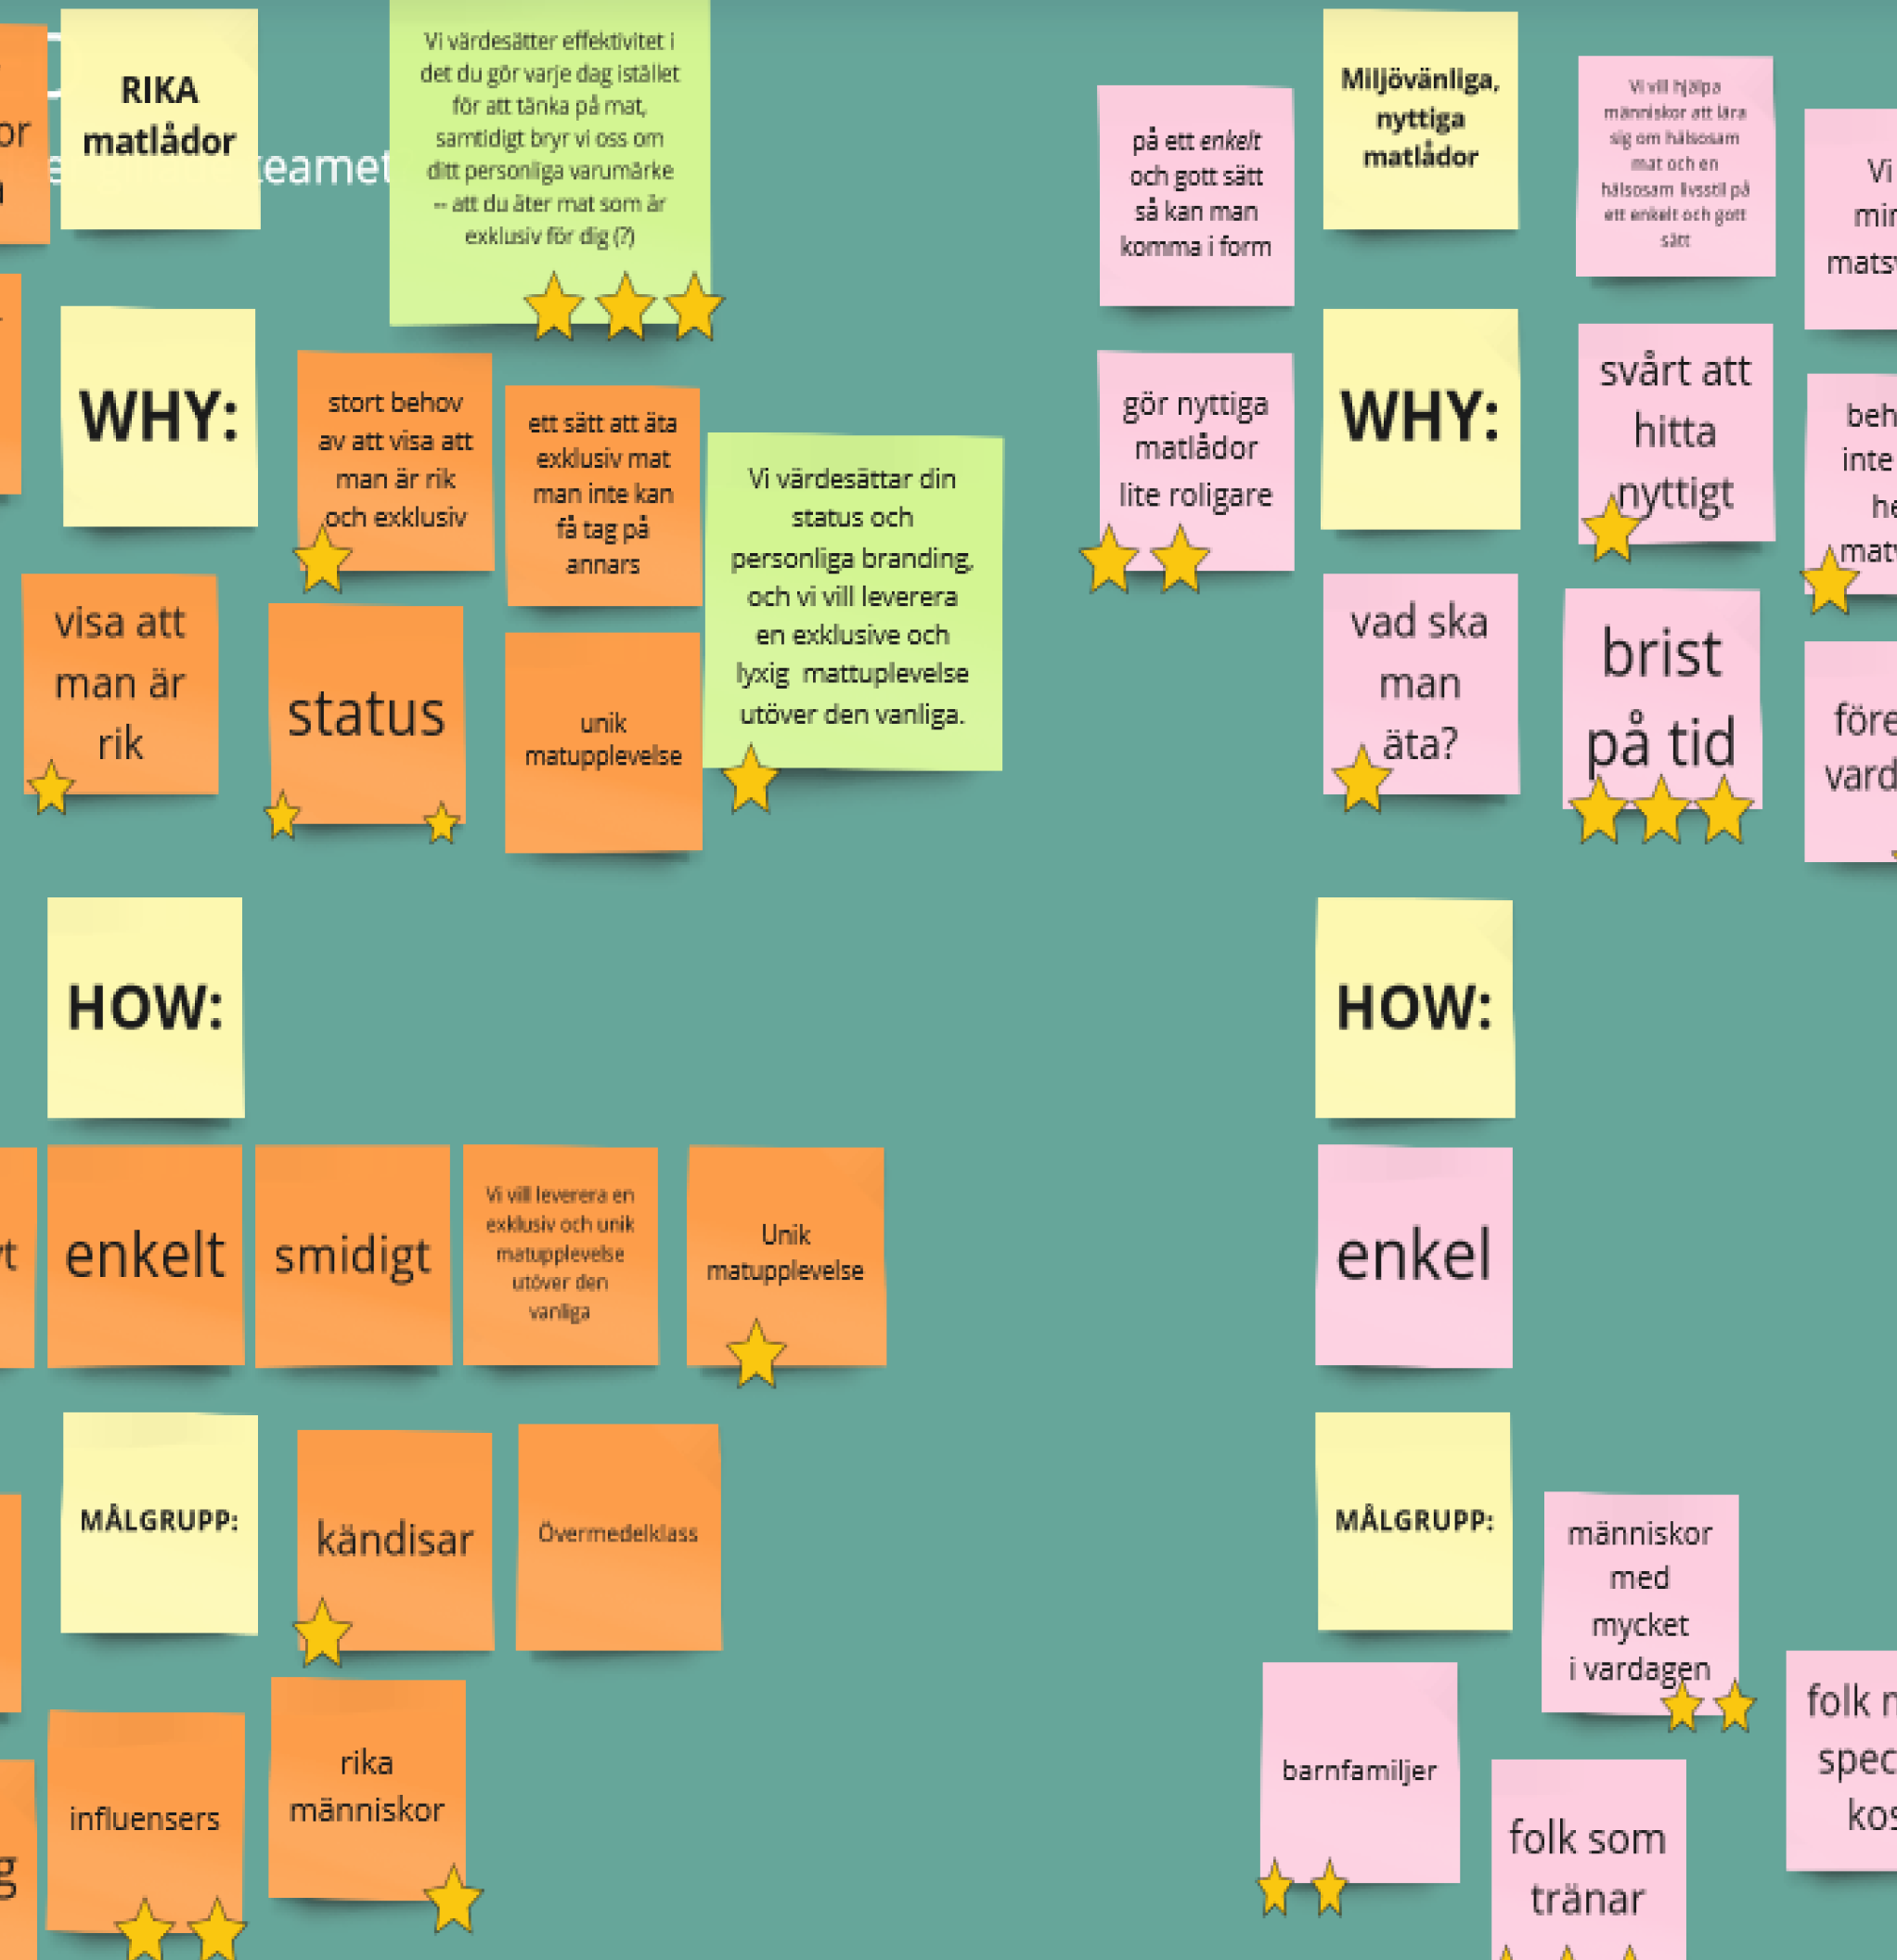 or
RIKA
matlådor
eamet
Vi värdesätter effektivitet i
det du gör varje dag istället
för att tänka på mat,
samtidigt bryr vi oss om
ditt personliga varumärke
-- att du äter mat som är
exklusiv för dig (?)
WHY:
stort behov
av att visa att
man är rik
och exklusiv
ett sätt att äta
exklusiv mat
man inte kan
få tag på
annars
Vi värdesättar din
status och
personliga branding,
och vi vill leverera
en exklusive och
lyxig mattuplevelse
utöver den vanliga.
visa att
man är
rik
status
unik
matupplevelse
HOW:
enkelt
smidigt
Vi vill leverera en
exklusiv och unik
matupplevelse
utöver den
vanliga
Unik
matupplevelse
MÅLGRUPP:
kändisar
Övermedelklass
influensers
rika
människor
g
på ett enkelt
och gott sätt
så kan man
komma i form
Miljövänliga,
nyttiga
matlådor
Vi vill hjälpa
människor att lära
sig om hälsosam
mat och en
hälsosam livsstil på
ett enkelt och gott
sätt
Vi
min
mats
gör nyttiga
matlådor
lite roligare
WHY:
svårt att
hitta
nyttigt
beh
inte
he
mat
vad ska
man
äta?
brist
på tid
före
vard
HOW:
enkel
MÅLGRUPP:
människor
med
mycket
i vardagen
barnfamiljer
folk som
tränar
folk
spec
kos